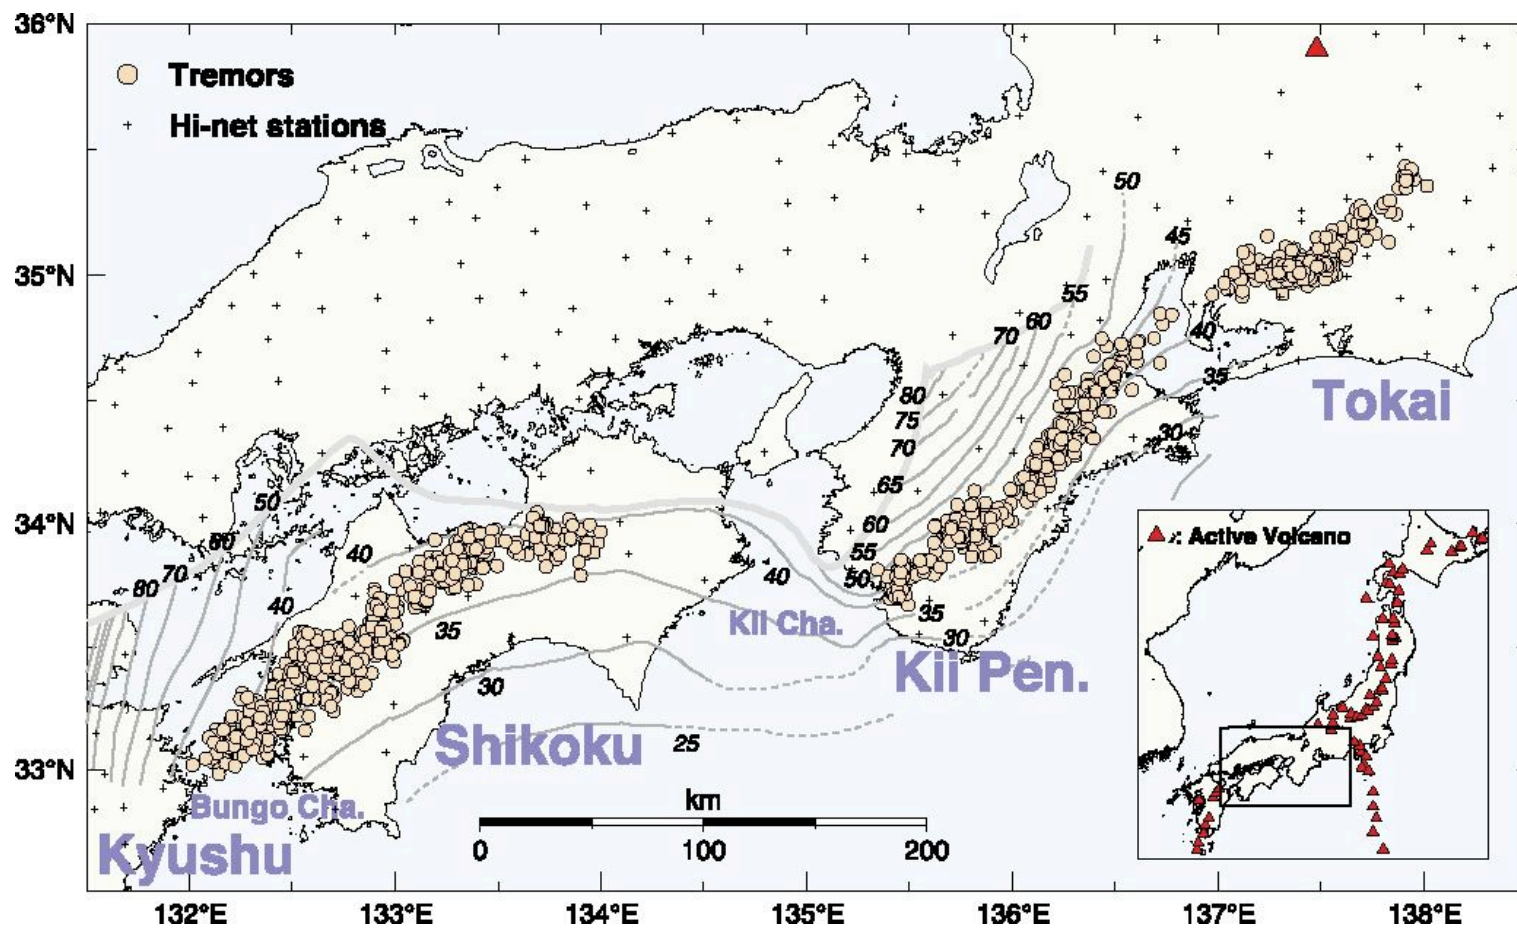 36°N
Tremors
Hi-net stations
50
45
35°N
55
60
70
40
35
80
75
70
Tokai
30
65
50
34°N
60
60
40
55
70
50
40
80
40
35
35
Kii Cha.
30
Kii Pen.
30
Shikoku
25
33°N
Bungo Cha.
Kyushu
km
0 100 200
: Active Volcano
132°E 133°E 134°E 135°E 136°E 137°E 138°E